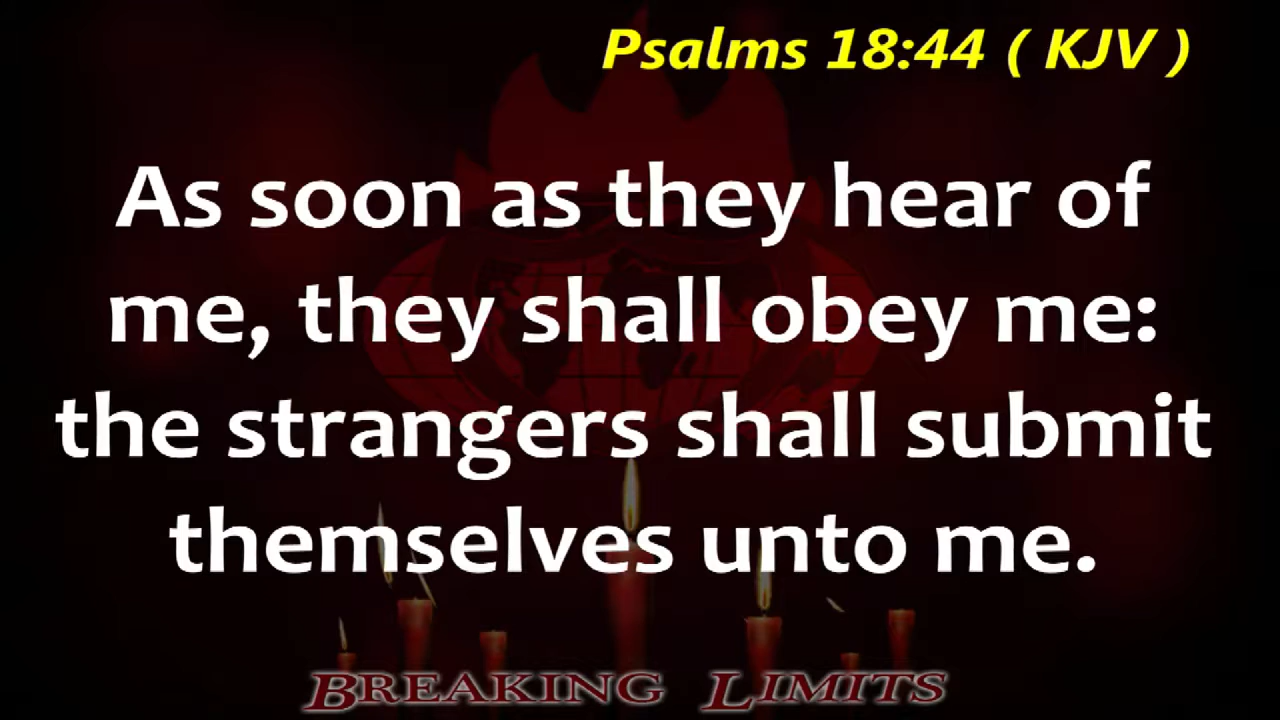 Psalms 18:44 ( KJV )
As soon as they hear of
me, they shall obey me:
the strangers shall submit
themselves unto me.
BREAKING LIMITS